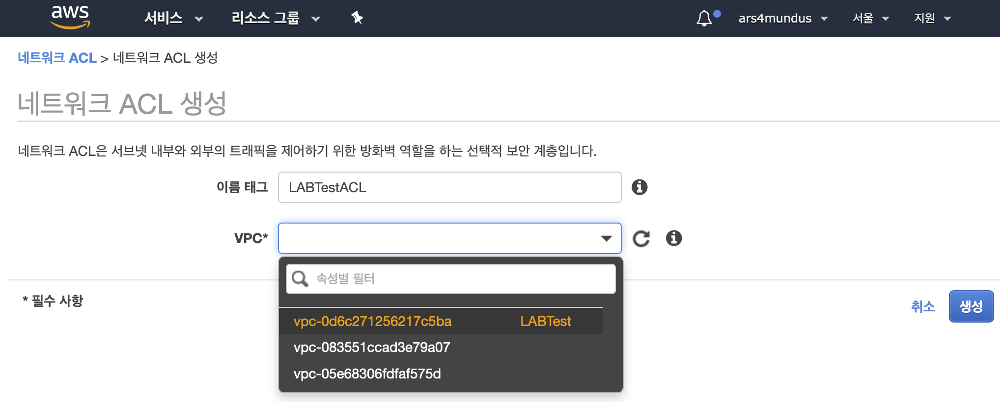 aws 서비스 리소스 그룹 ars4mundus 서울 지원
네트워크 ACL > 네트워크 ACL 생성
네트워크 ACL 생성
네트워크 ACL은 서브넷 내부와 외부의 트래픽을 제어하기 위한 방화벽 역할을 하는 선택적 보안 계층입니다.
이름 태그 LABTestACL
VPC*
속성별 필터
* 필수 사항 취소 생성
vpc-0d6c271256217c5ba LABTest
vpc-083551ccad3e79a07
vpc-05e68306fdfaf575d